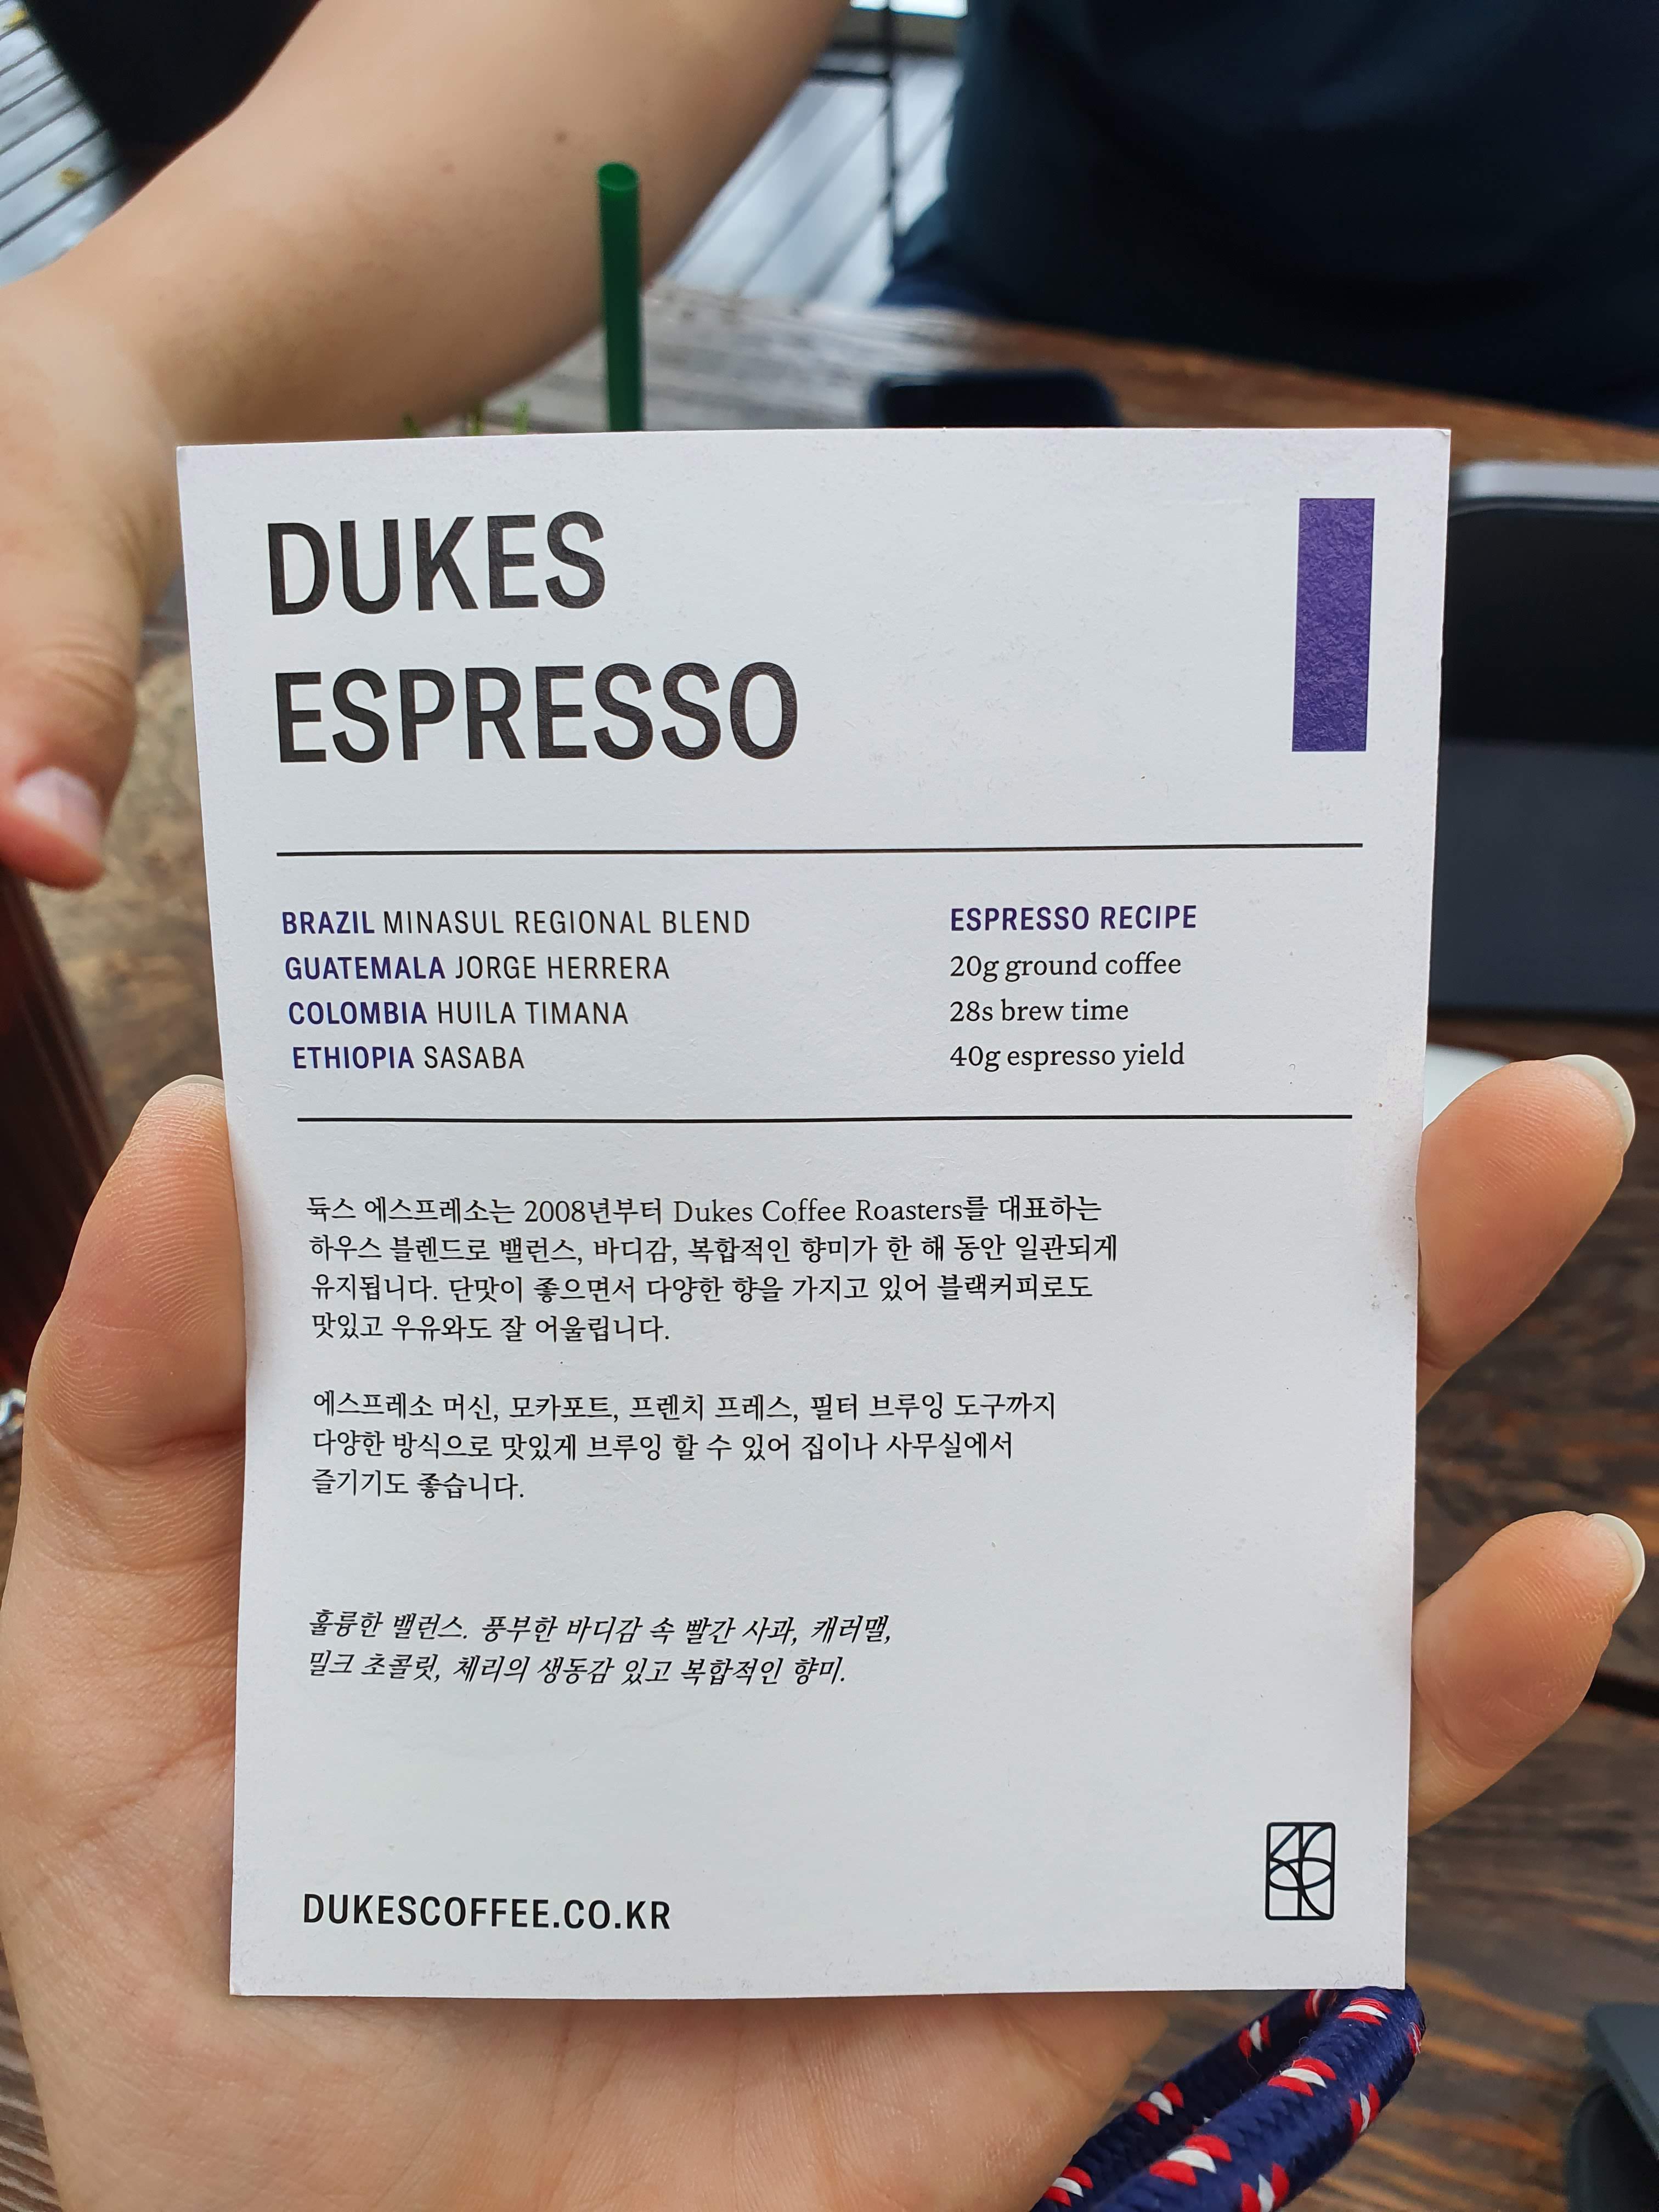 DUKES
ESPRESSO
BRAZIL MINASUL REGIONAL BLEND
GUATEMALA JORGE HERRERA
COLOMBIA HUILA TIMANA
ETHIOPIA SASABA
ESPRESSO RECIPE
20g ground coffee
28s brew time
40g espresso yield
듁스 에스프레소는 2008년부터 Dukes Coffee Roasters를 대표하는
하우스 블렌드로 밸런스, 바디감, 복합적인 향미가 한 해 동안 일관되게
유지됩니다. 단맛이 좋으면서 다양한 향을 가지고 있어 블랙커피로도
맛있고 우유와도 잘 어울립니다.
에스프레소 머신, 모카포트, 프렌치 프레스, 필터 브루잉 도구까지
다양한 방식으로 맛있게 브루잉 할 수 있어 집이나 사무실에서
즐기기도 좋습니다.
훌륭한 밸런스. 풍부한 바디감 속 빨간 사과, 캐러맬,
밀크 초콜릿, 체리의 생동감 있고 복합적인 향미.
DUKESCOFFEE.CO.KR